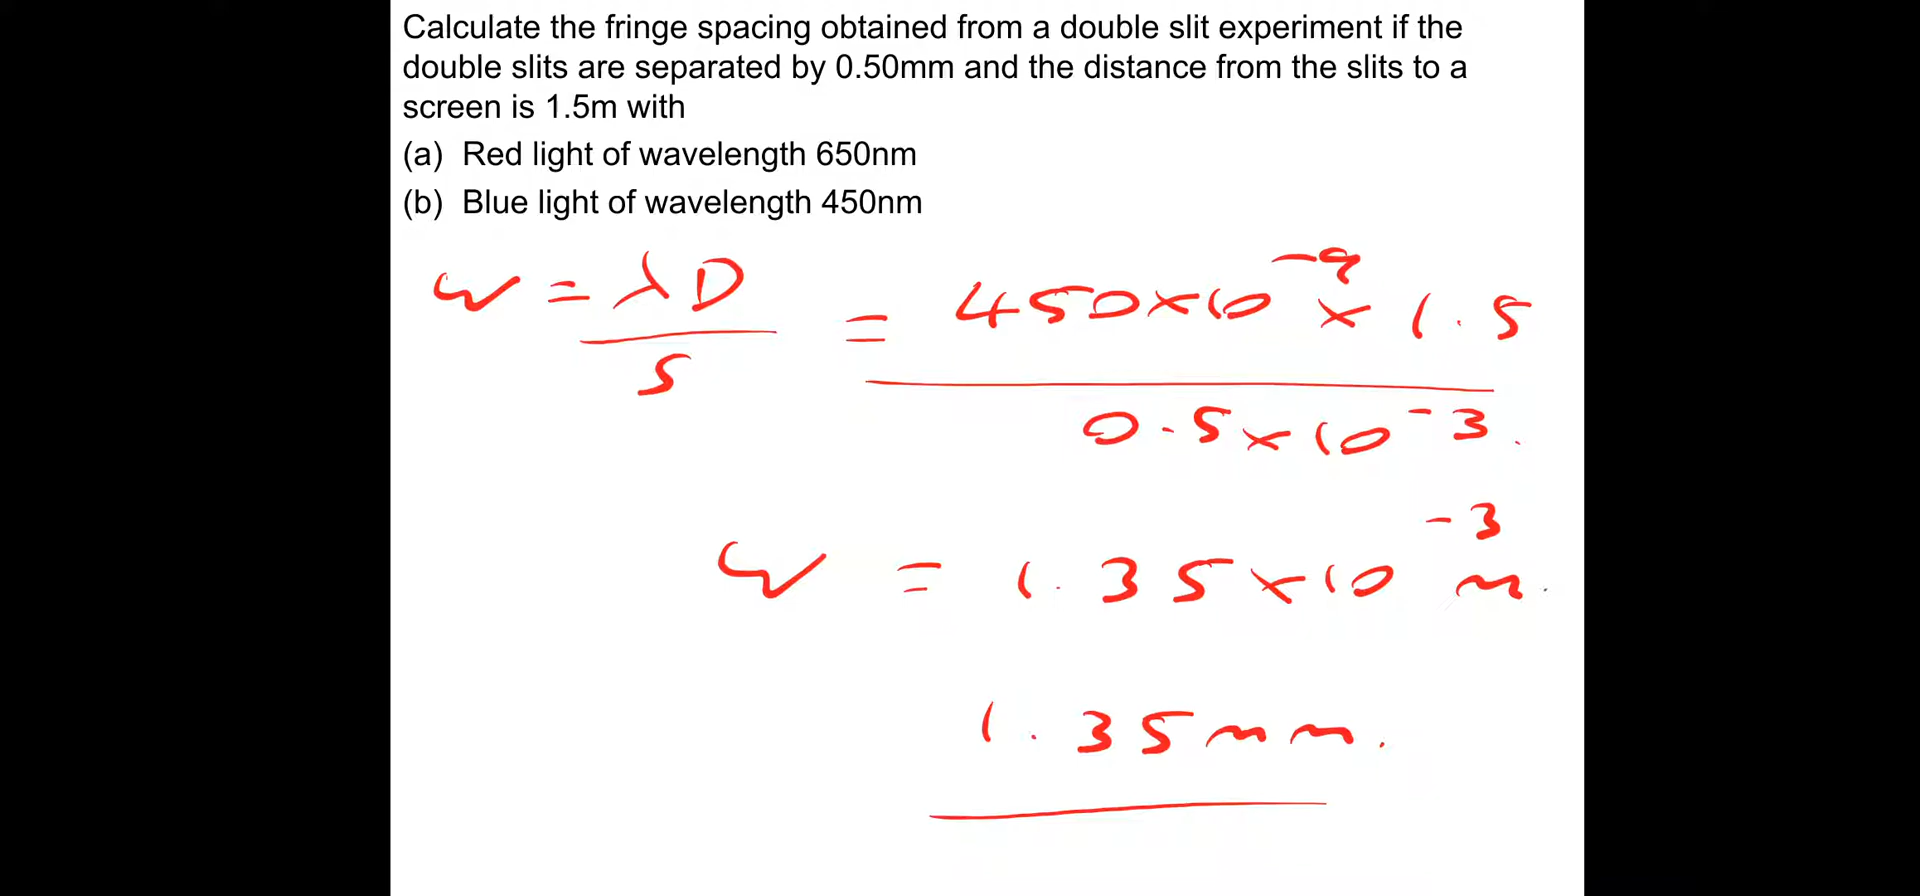 Calculate the fringe spacing obtained from a double slit experiment if the
double slits are separated by 0.50mm and the distance from the slits to a
screen is 1.5m with
(a) Red light of wavelength 650nm
(b) Blue light of wavelength 450nm
w = λD / s = 450×10⁻⁹ × 1.5 / 0.5×10⁻³.
w = 1.35×10⁻³ m.
1.35mm.